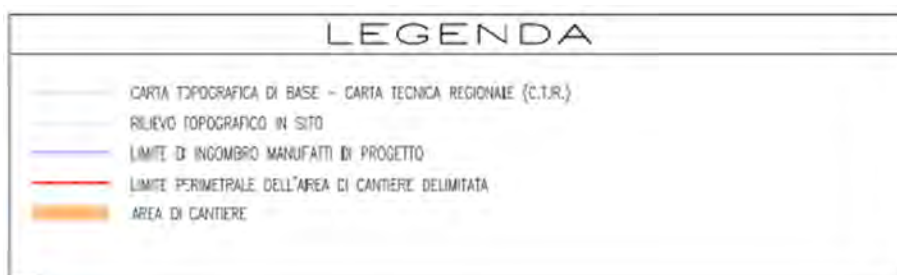 LEGENDA
CARTA TOPOGRAFICA DI BASE - CARTA TECNICA REGIONALE (C.T.R.)
RILIEVO TOPOGRAFICO IN SITO
LIMITE DI INGOMBRO MANUFATTI DI PROGETTO
LIMITE PERIMETRALE DELL'AREA DI CANTIERE DELIMITATA
AREA DI CANTIERE